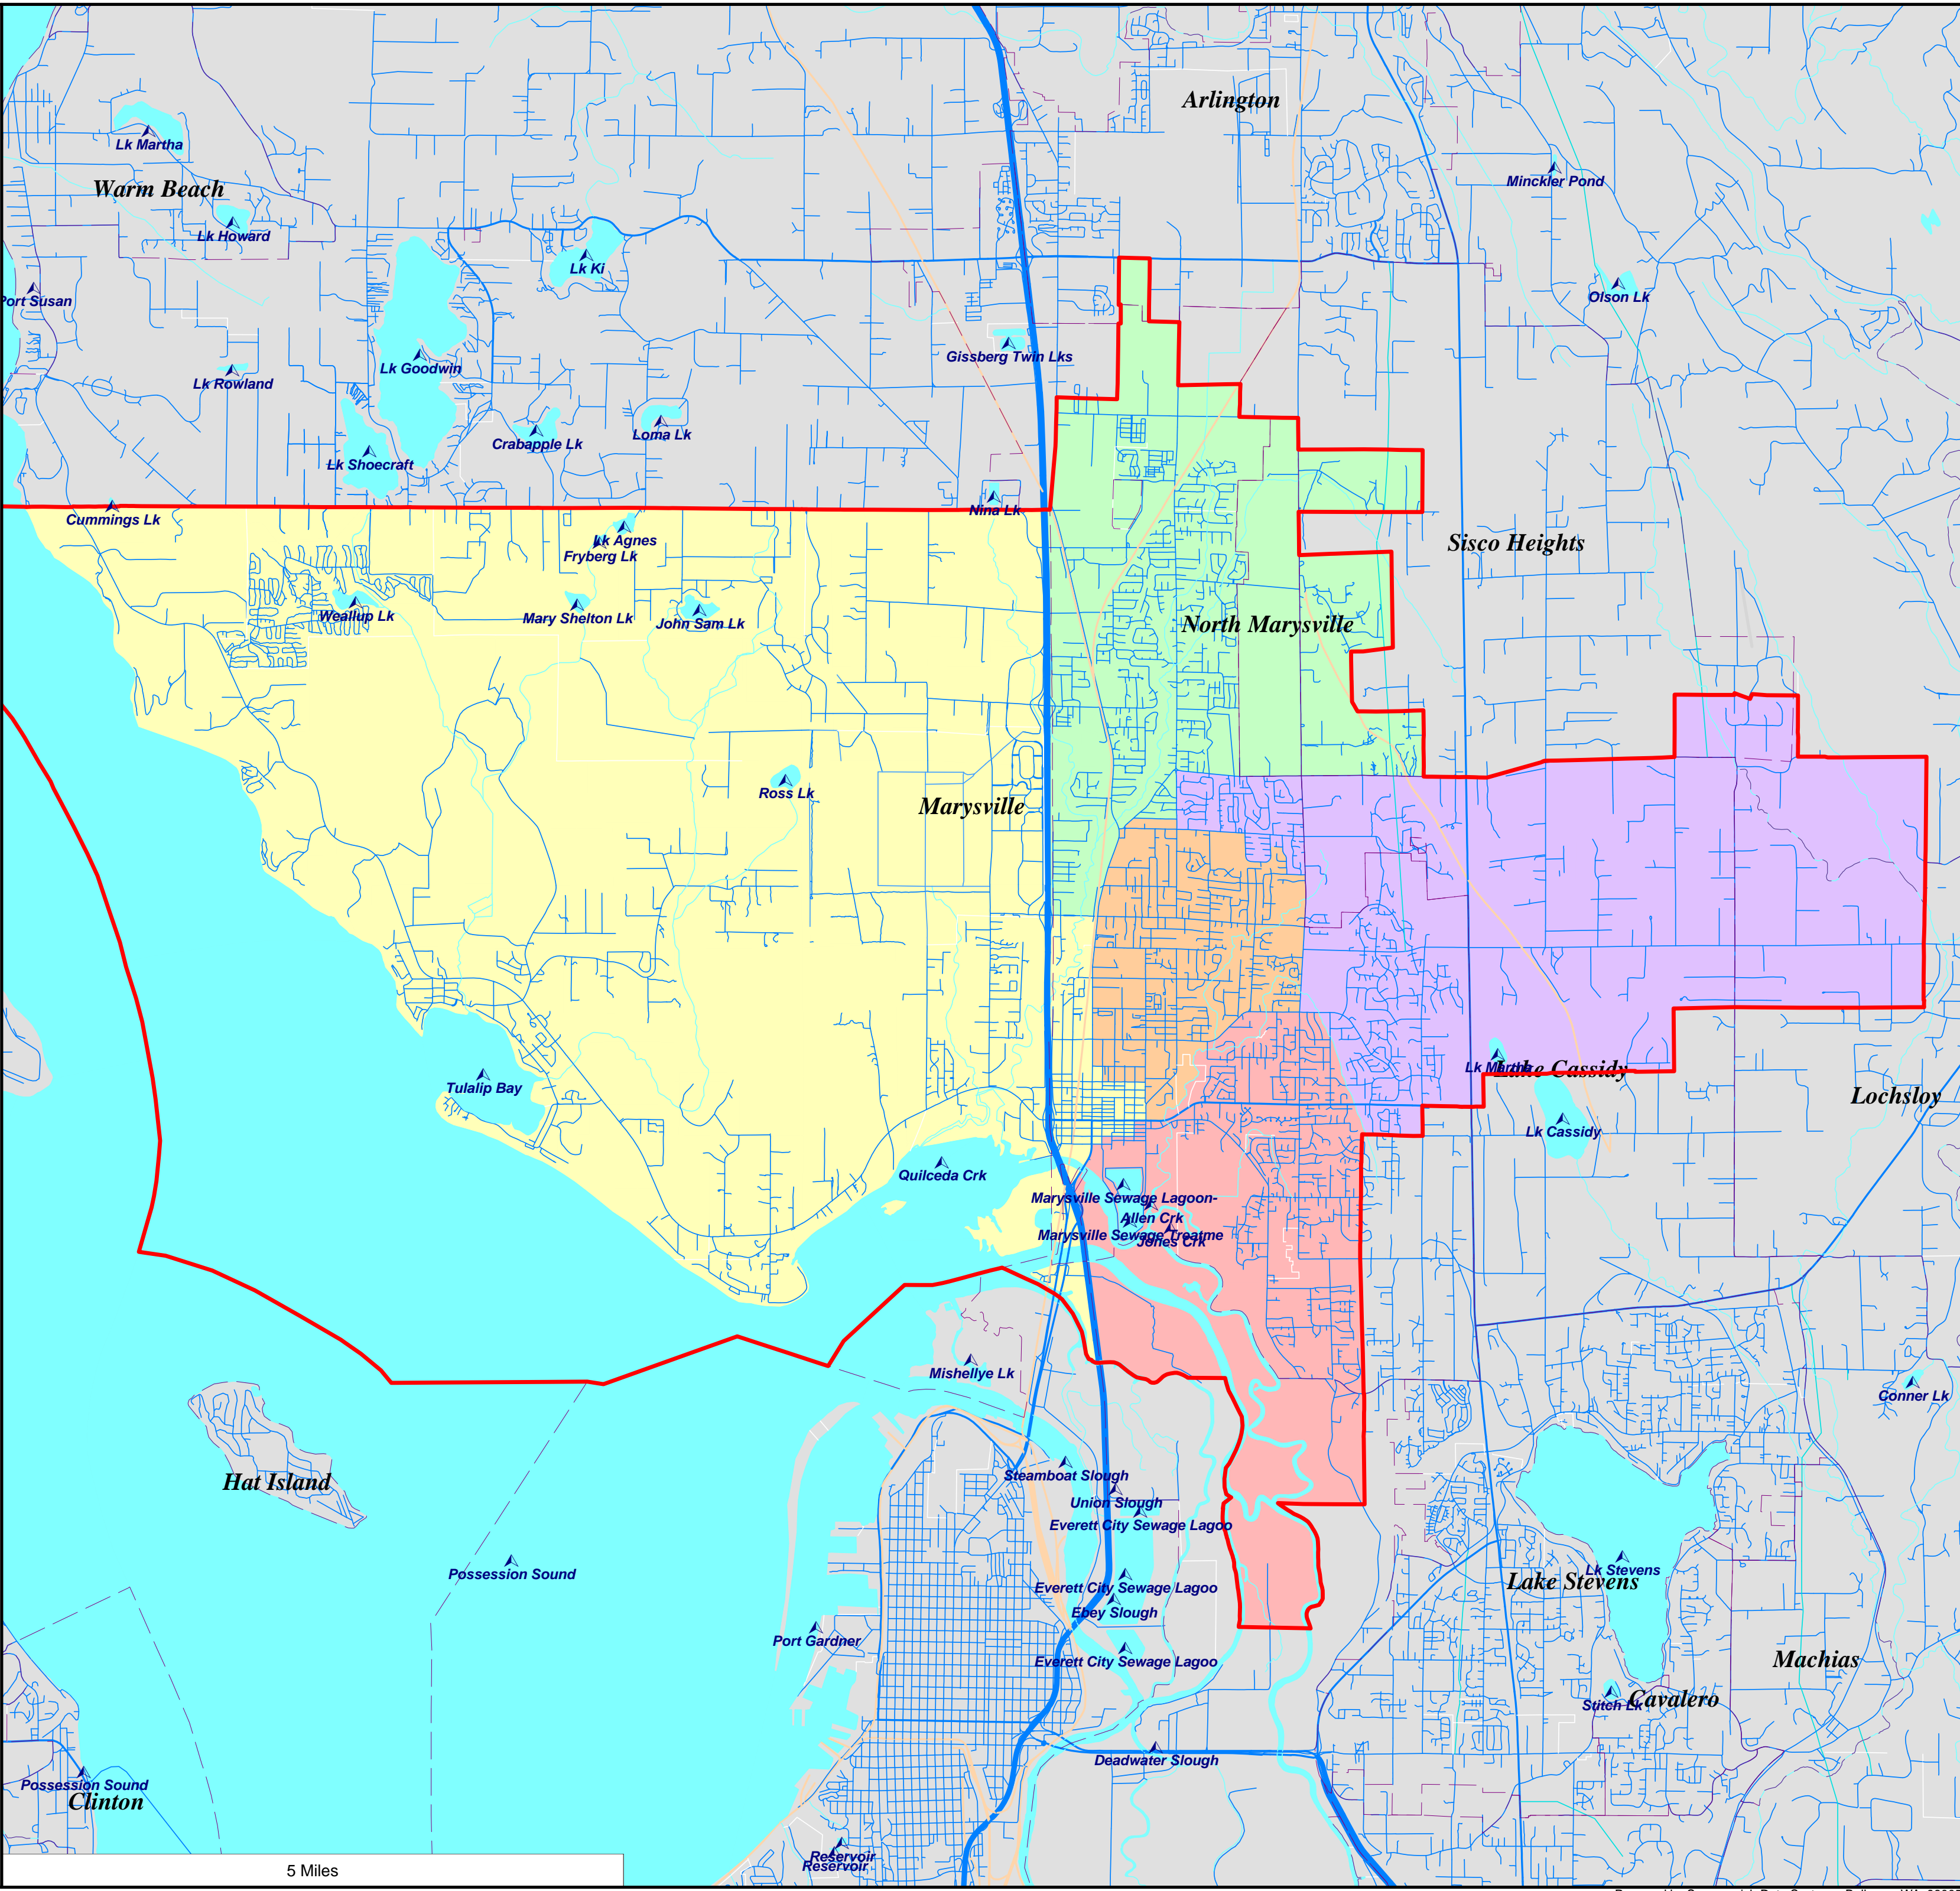 Arlington
Lk Martha
Minckler Pond
Warm Beach
Lk Howard
Lk Ki
Port Susan
Olson Lk
Gissberg Twin Lks
Lk Goodwin
Lk Rowland
Loma Lk
Crabapple Lk
Lk Shoecraft
Nina Lk
Cummings Lk
Lk Agnes
Sisco Heights
Fryberg Lk
Weallup Lk
Mary Shelton Lk
John Sam Lk
North Marysville
Ross Lk
Marysville
Lk Martha
Lake Cassidy
Tulalip Bay
Lochsloy
Lk Cassidy
Quilceda Crk
Marysville Sewage Lagoon-
Allen Crk
Marysville Sewage Treatme
Jones Crk
Mishellye Lk
Conner Lk
Steamboat Slough
Hat Island
Union Slough
Everett City Sewage Lagoo
Lk Stevens
Possession Sound
Lake Stevens
Everett City Sewage Lagoo
Ebey Slough
Port Gardner
Everett City Sewage Lagoo
Machias
Stitch Lk
Cavalero
Deadwater Slough
Possession Sound
Clinton
Reservoir
Reservoir
5 Miles